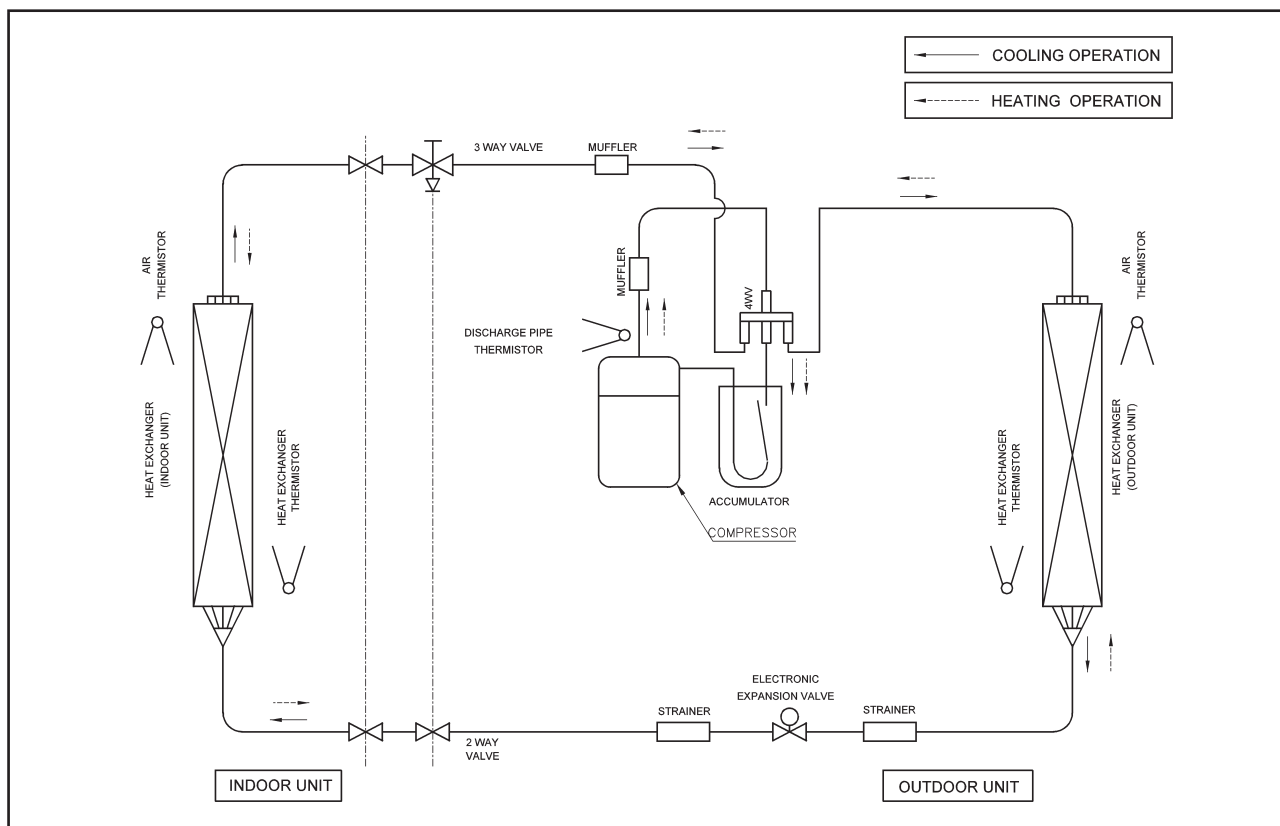 COOLING OPERATION
HEATING OPERATION
3 WAY VALVE
MUFFLER
AIR
THERMISTOR
MUFFLER
4WV
AIR
THERMISTOR
DISCHARGE PIPE
THERMISTOR
HEAT EXCHANGER
(INDOOR UNIT)
HEAT EXCHANGER
THERMISTOR
ACCUMULATOR
COMPRESSOR
HEAT EXCHANGER
THERMISTOR
HEAT EXCHANGER
(OUTDOOR UNIT)
ELECTRONIC
EXPANSION VALVE
STRAINER
STRAINER
2 WAY
VALVE
INDOOR UNIT
OUTDOOR UNIT